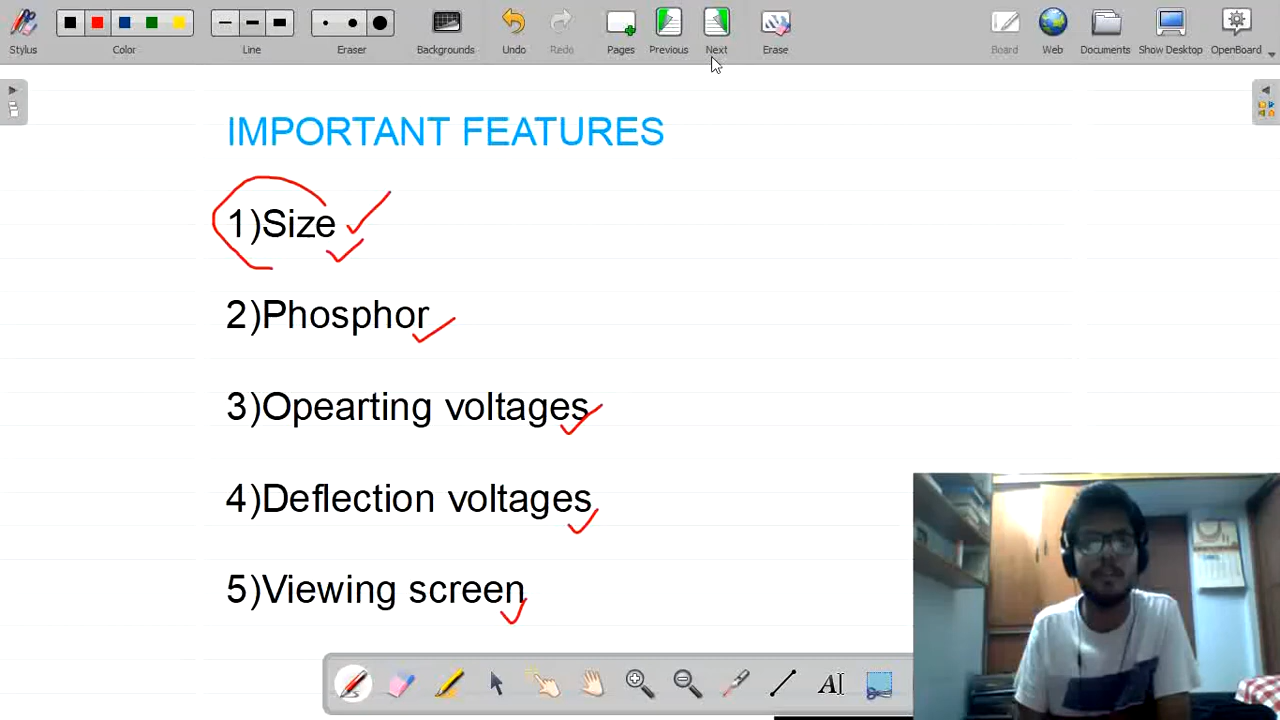 Stylus Color Line Eraser Backgrounds Undo Redo Pages Previous Next Erase Board Web Documents Show Desktop OpenBoard
IMPORTANT FEATURES
1)Size
2)Phosphor
3)Opearting voltages
4)Deflection voltages
5)Viewing screen